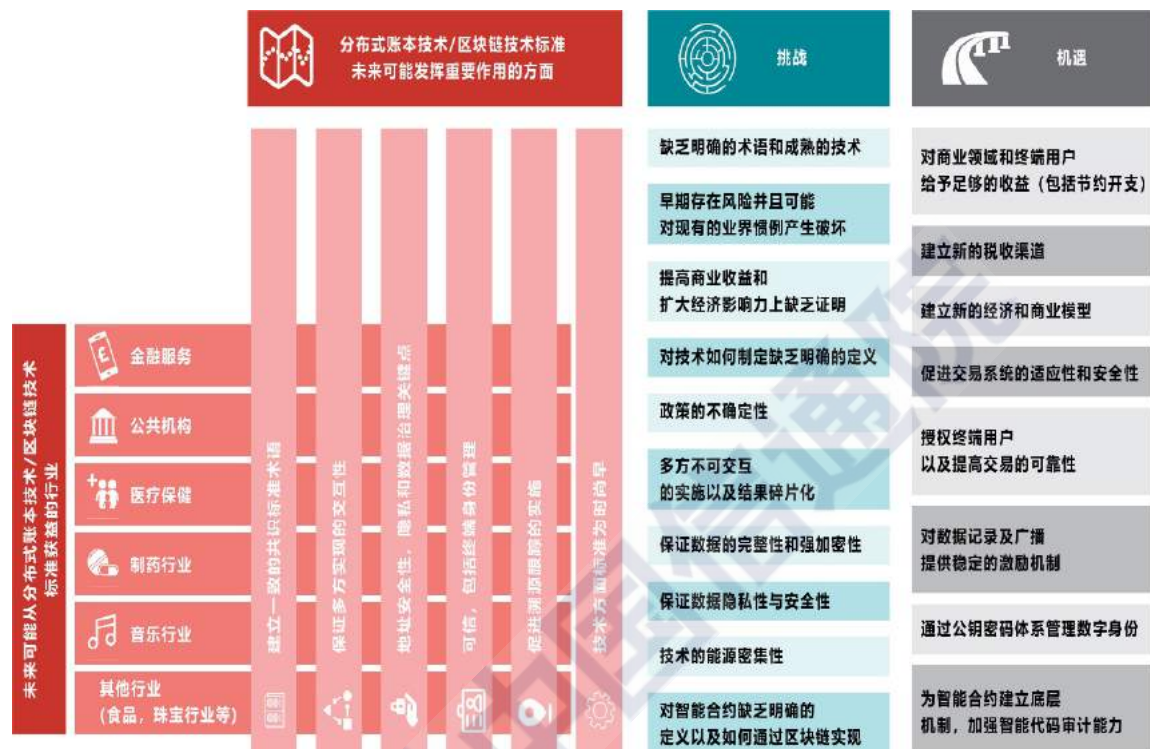 分布式账本技术/区块链技术标准
未来可能发挥重要作用的方面
挑战
机遇
未来可能从分布式账本技术/区块链技术
标准获益的行业
金融服务
公共机构
医疗保健
制药行业
音乐行业
其他行业
(食品，珠宝行业等)
建立一致的共识标准术语
保证多方实现的交互性
地址安全性，隐私和数据治理关键点
可信，包括终端身份管理
促进溯源跟踪的实施
技术方面标准为时尚早
缺乏明确的术语和成熟的技术
早期存在风险并且可能
对现有的业界惯例产生破坏
提高商业收益和
扩大经济影响力上缺乏证明
对技术如何制定缺乏明确的定义
政策的不确定性
多方不可交互
的实施以及结果碎片化
保证数据的完整性和强加密性
保证数据隐私性与安全性
技术的能源密集性
对智能合约缺乏明确的
定义以及如何通过区块链实现
对商业领域和终端用户
给予足够的收益（包括节约开支）
建立新的税收渠道
建立新的经济和商业模型
促进交易系统的适应性和安全性
授权终端用户
以及提高交易的可靠性
对数据记录及广播
提供稳定的激励机制
通过公钥密码体系管理数字身份
为智能合约建立底层
机制，加强智能代码审计能力
中国信通院